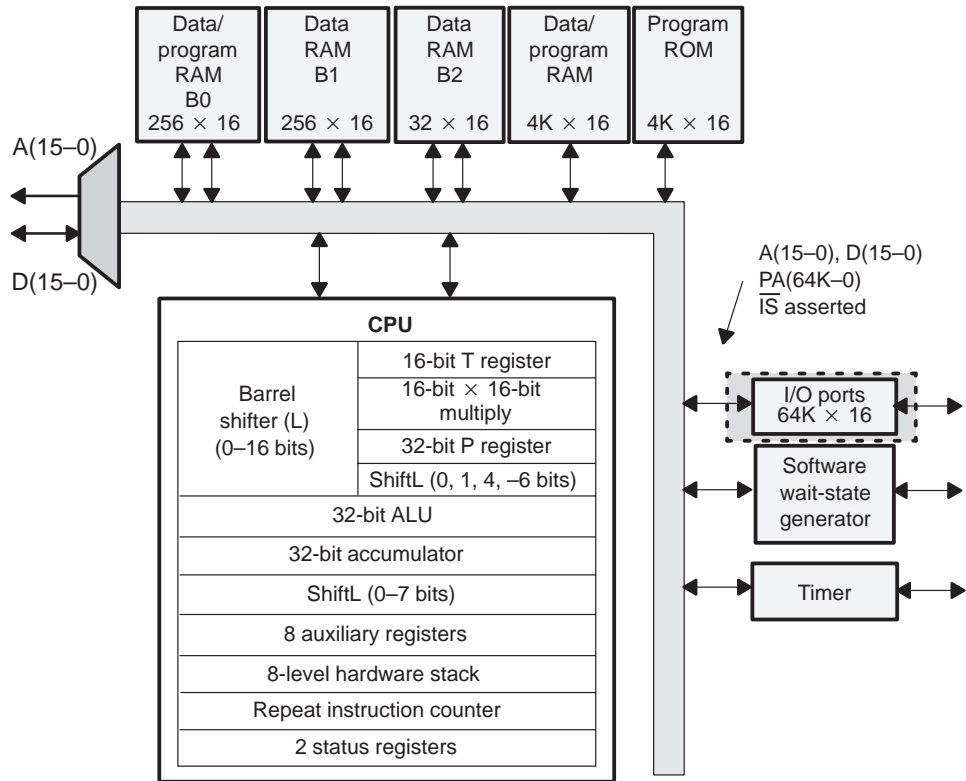 Data/
program
RAM
B0
256 × 16
Data
RAM
B1
256 × 16
Data
RAM
B2
32 × 16
Data/
program
RAM
4K × 16
Program
ROM
4K × 16
A(15–0)
D(15–0)
A(15–0), D(15–0)
PA(64K–0)
I̅S̅ asserted
CPU
Barrel
shifter (L)
(0–16 bits)
16-bit T register
16-bit × 16-bit
multiply
32-bit P register
ShiftL (0, 1, 4, –6 bits)
32-bit ALU
32-bit accumulator
ShiftL (0–7 bits)
8 auxiliary registers
8-level hardware stack
Repeat instruction counter
2 status registers
I/O ports
64K × 16
Software
wait-state
generator
Timer